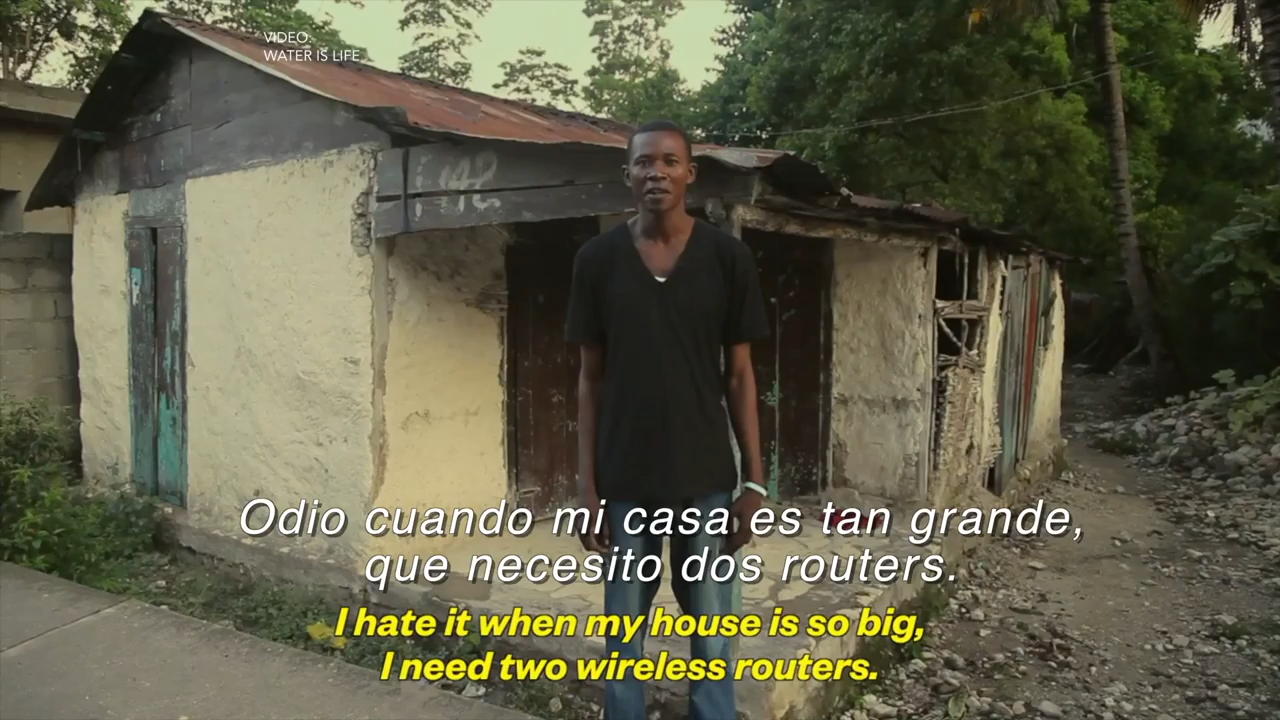 VIDEO:
WATER IS LIFE
Odio cuando mi casa es tan grande,
que necesito dos routers.
I hate it when my house is so big,
I need two wireless routers.